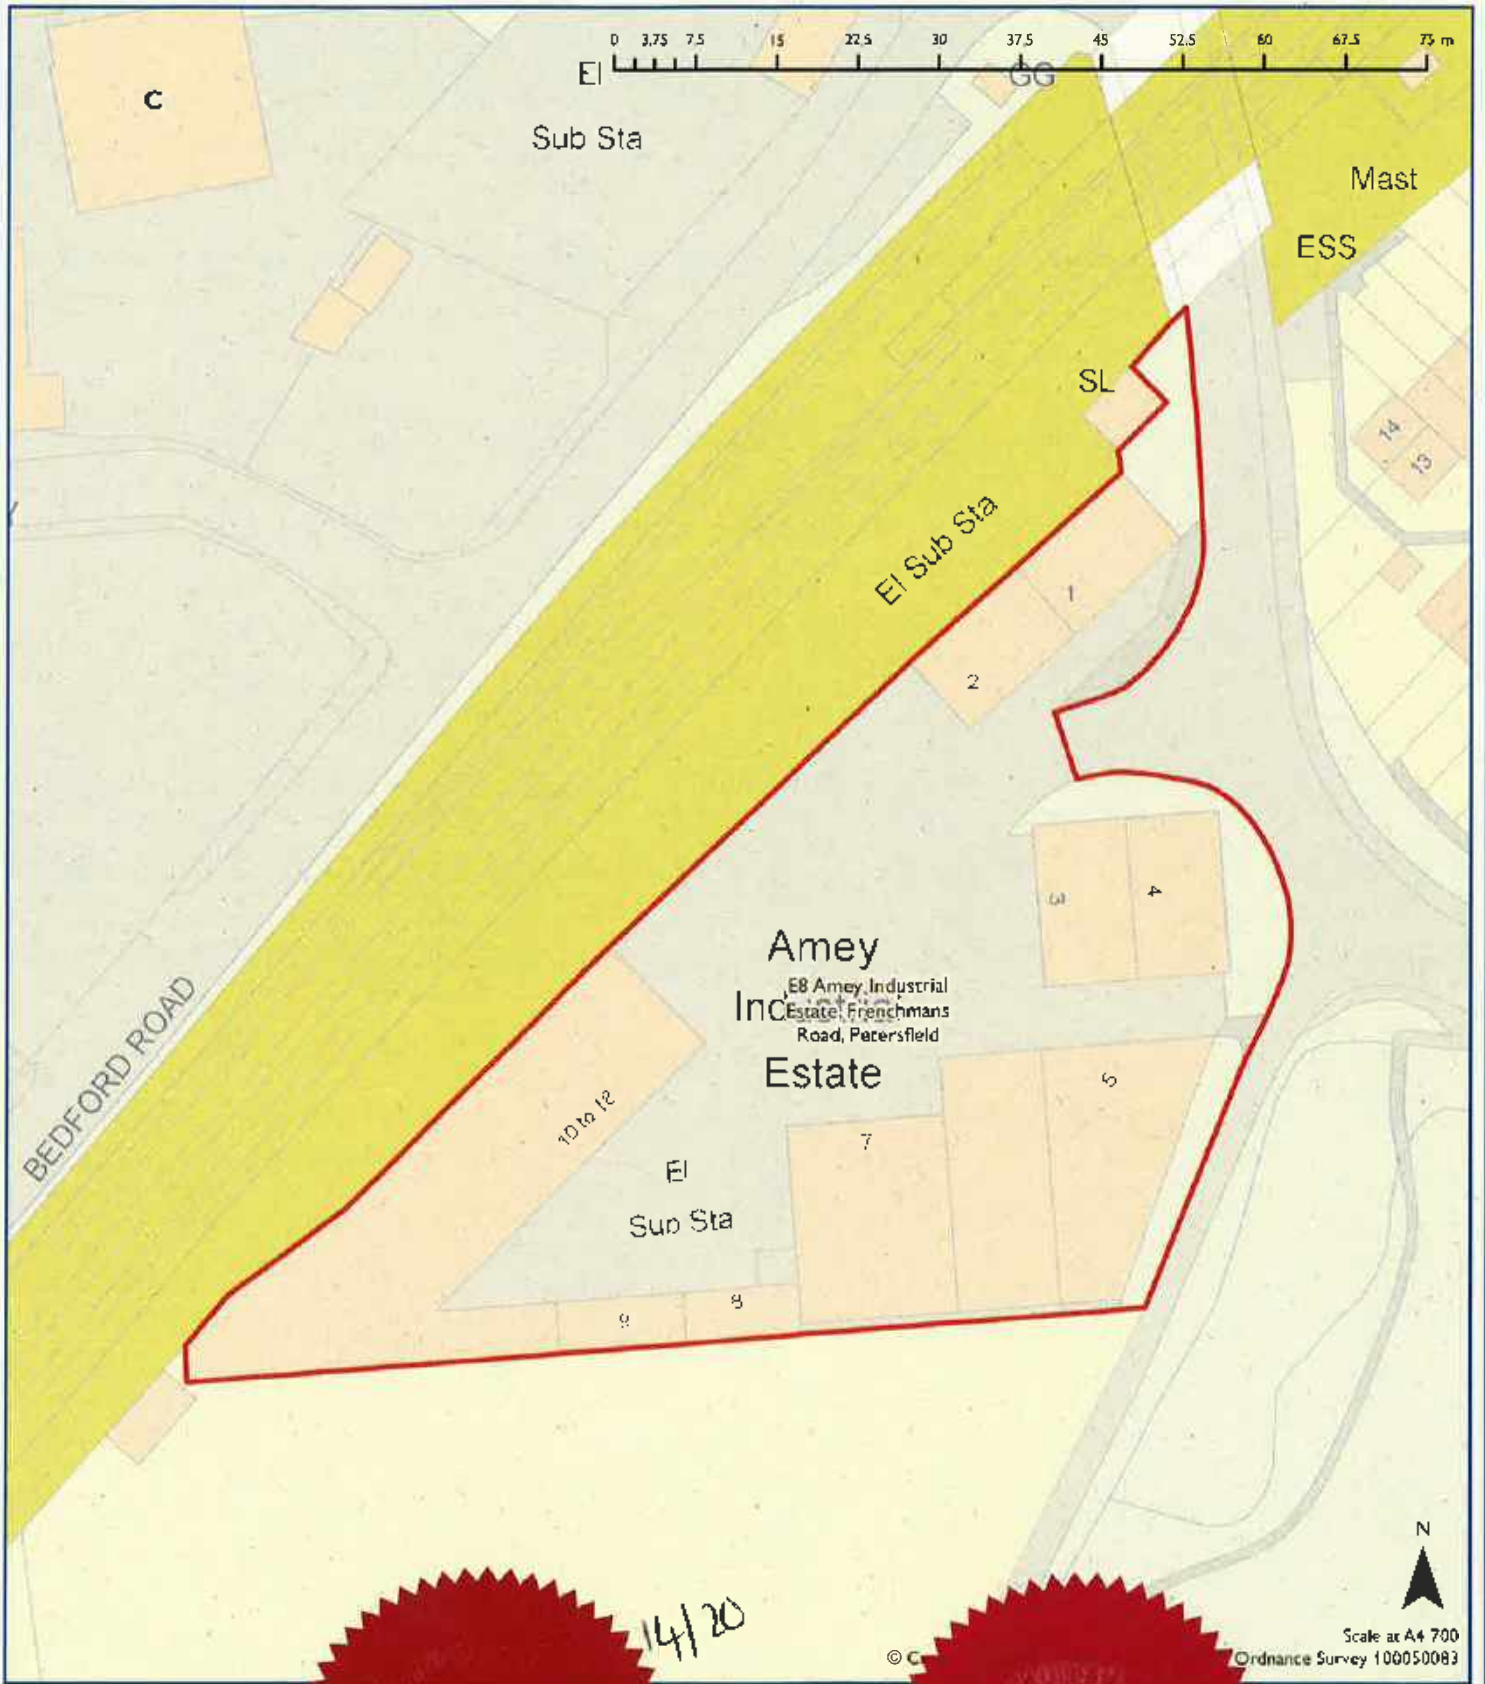 0 3.75 7.5 15 22.5 30 37.5 45 52.5 60 67.5 75 m
C
El
Sub Sta
GG
Mast
ESS
SL
14
13
El Sub Sta
1
2
3
4
Amey
Estate
E8 Amey Industrial
Estate, Frenchmans
Road, Petersfield
BEDFORD ROAD
10 to 12
5
7
El
Sub Sta
8
9
N
14/20
Scale at A4 700
©
Ordnance Survey 100050083